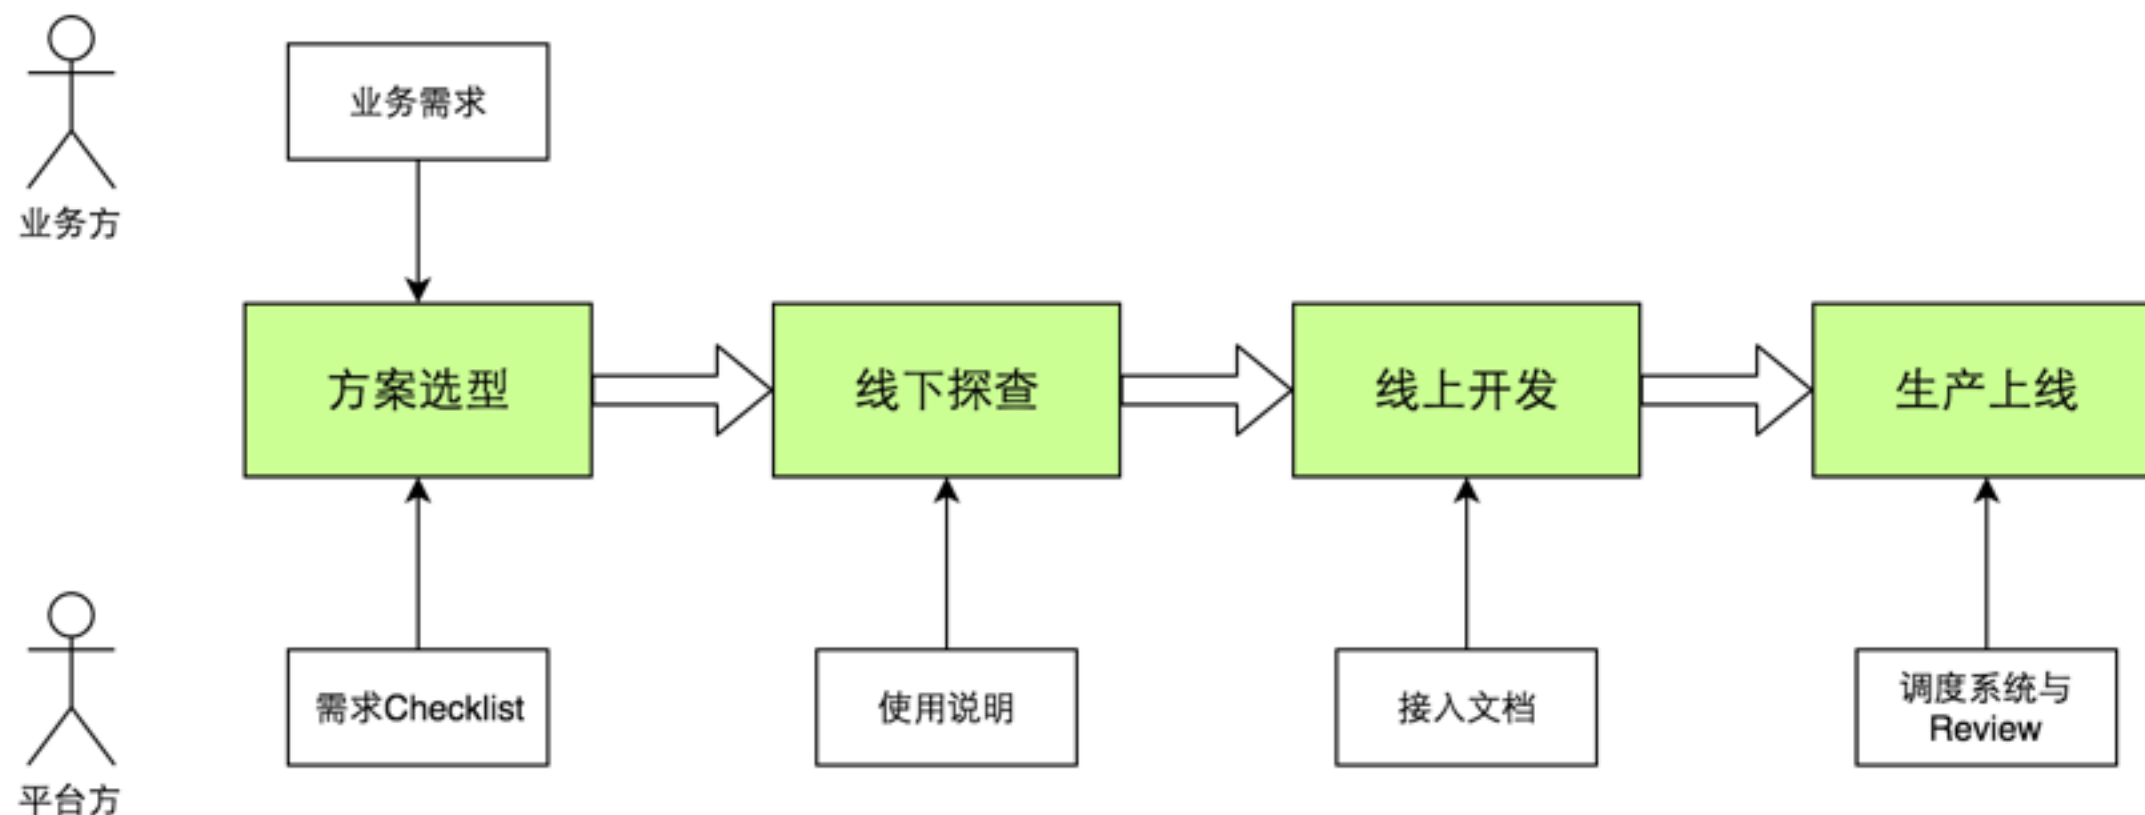 业务需求
业务方
方案选型
线下探查
线上开发
生产上线
需求Checklist
使用说明
接入文档
调度系统与
Review
平台方